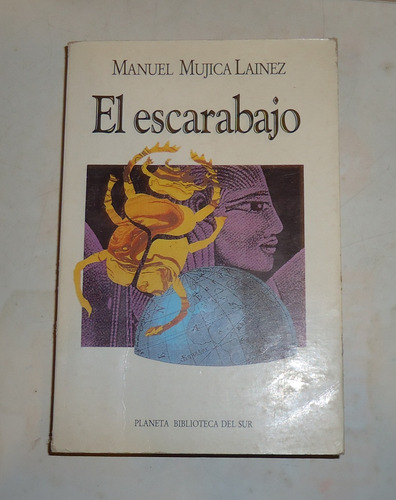 MANUEL MUJICA LAINEZ
El escarabajo
PLANETA BIBLIOTECA DEL SUR